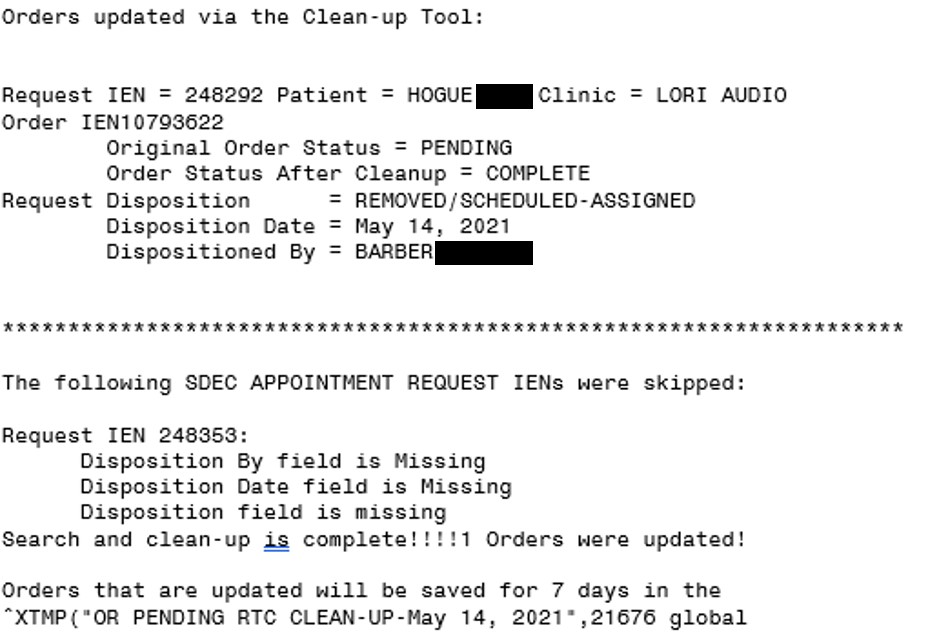 Orders updated via the Clean-up Tool:
Request IEN = 248292 Patient = HOGUE Clinic = LORI AUDIO
Order IEN10793622
Original Order Status = PENDING
Order Status After Cleanup = COMPLETE
Request Disposition = REMOVED/SCHEDULED-ASSIGNED
Disposition Date = May 14, 2021
Dispositioned By = BARBER
*********************************************************************
The following SDEC APPOINTMENT REQUEST IENs were skipped:
Request IEN 248353:
Disposition By field is Missing
Disposition Date field is Missing
Disposition field is missing
Search and clean-up is complete!!!!1 Orders were updated!
Orders that are updated will be saved for 7 days in the
^XTMP("OR PENDING RTC CLEAN-UP-May 14, 2021",21676 global